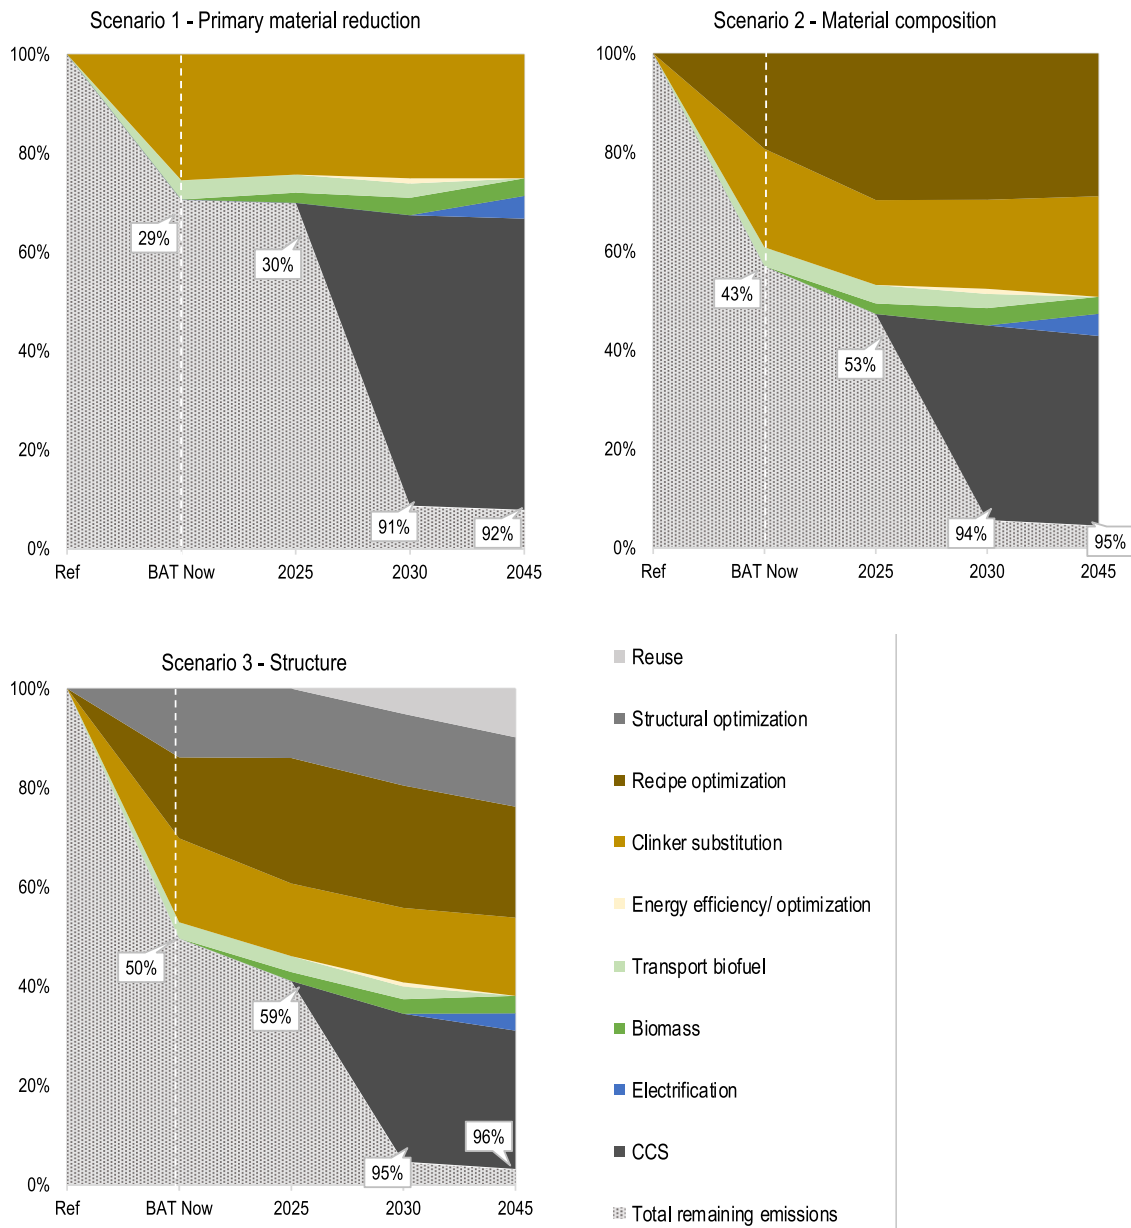 Scenario 1 - Primary material reduction
100%
80%
60%
40%
20%
0%
29%
30%
91%
92%
Ref
BAT Now
2025
2030
2045
Scenario 2 - Material composition
100%
80%
60%
40%
20%
0%
43%
53%
94%
95%
Ref
BAT Now
2025
2030
2045
Scenario 3 - Structure
100%
80%
60%
40%
20%
0%
50%
59%
95%
96%
Ref
BAT Now
2025
2030
2045
Reuse
Structural optimization
Recipe optimization
Clinker substitution
Energy efficiency/ optimization
Transport biofuel
Biomass
Electrification
CCS
Total remaining emissions